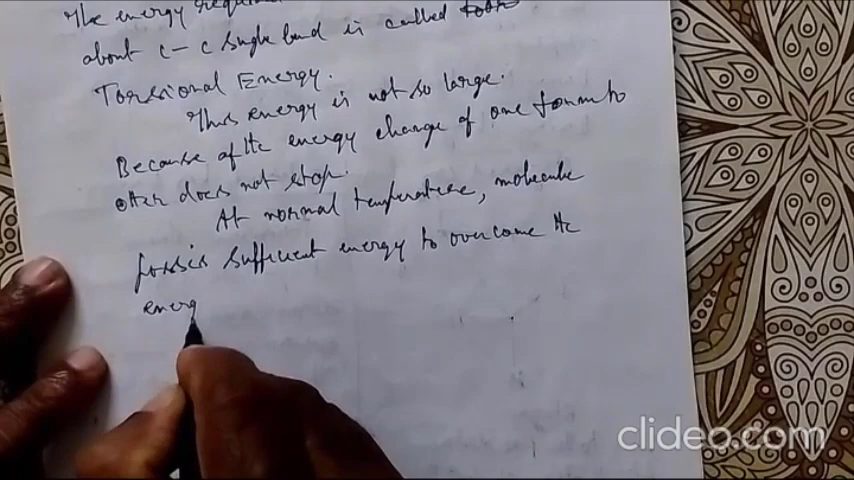 The energy requi
about c-c single bond is called
Torsional Energy.
This energy is not so large.
Because of the energy change of one form to
other does not stop.
At normal temperature, molecule
possess sufficient energy to overcome the
energ
clideo.com